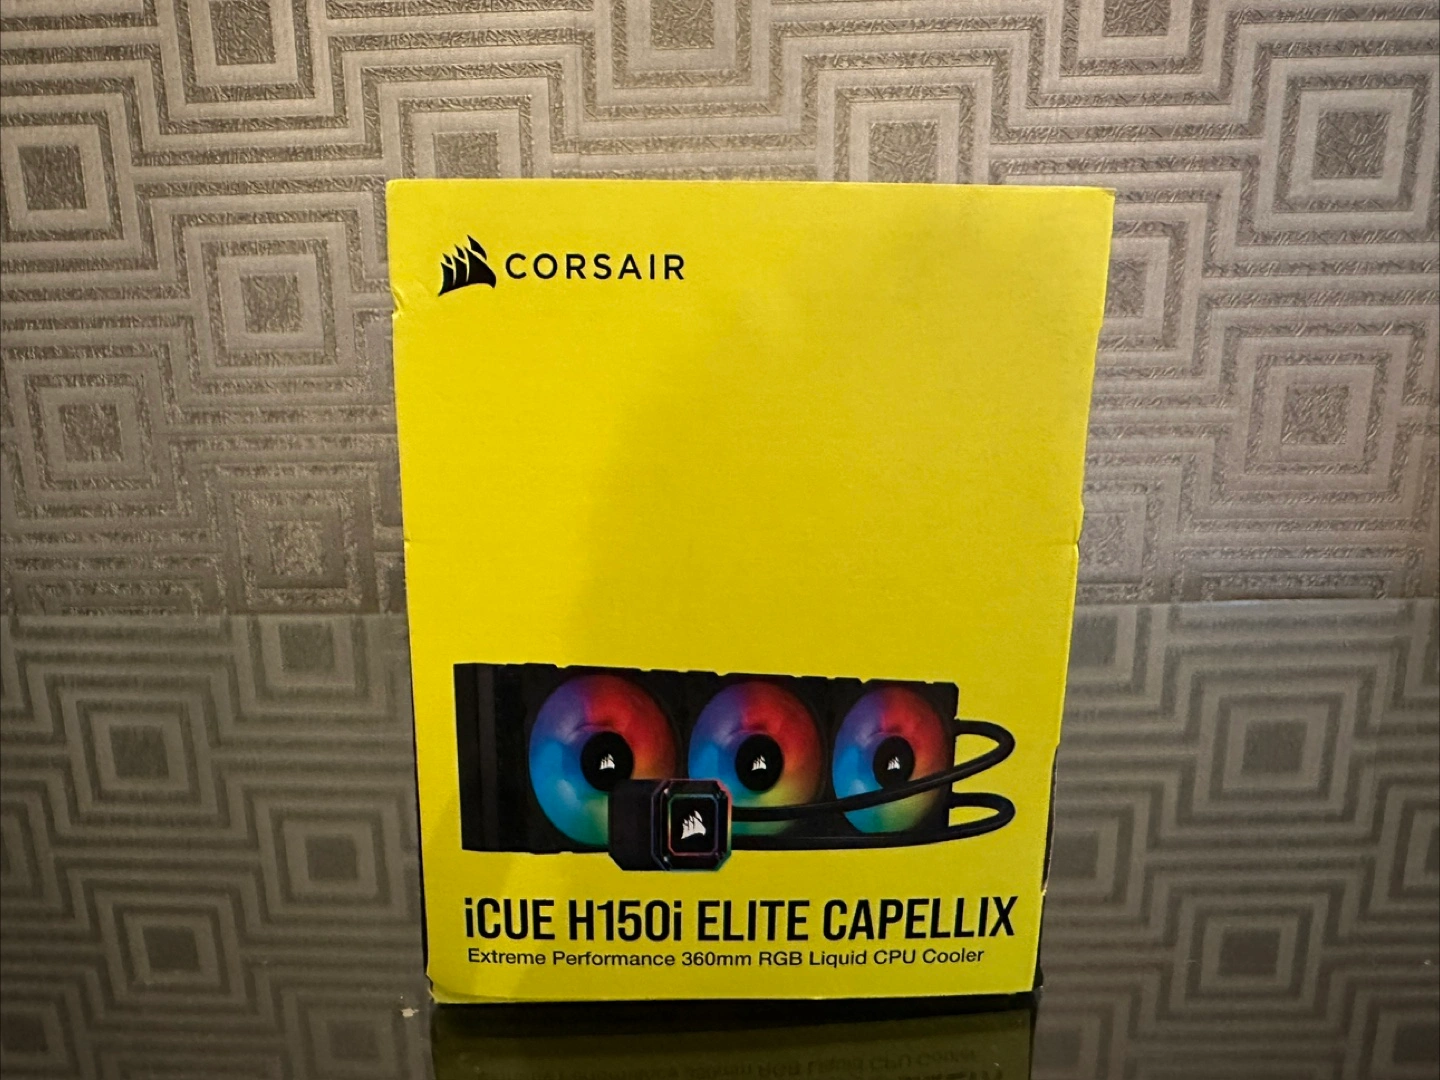 CORSAIR
iCUE H150i ELITE CAPELLIX
Extreme Performance 360mm RGB Liquid CPU Cooler